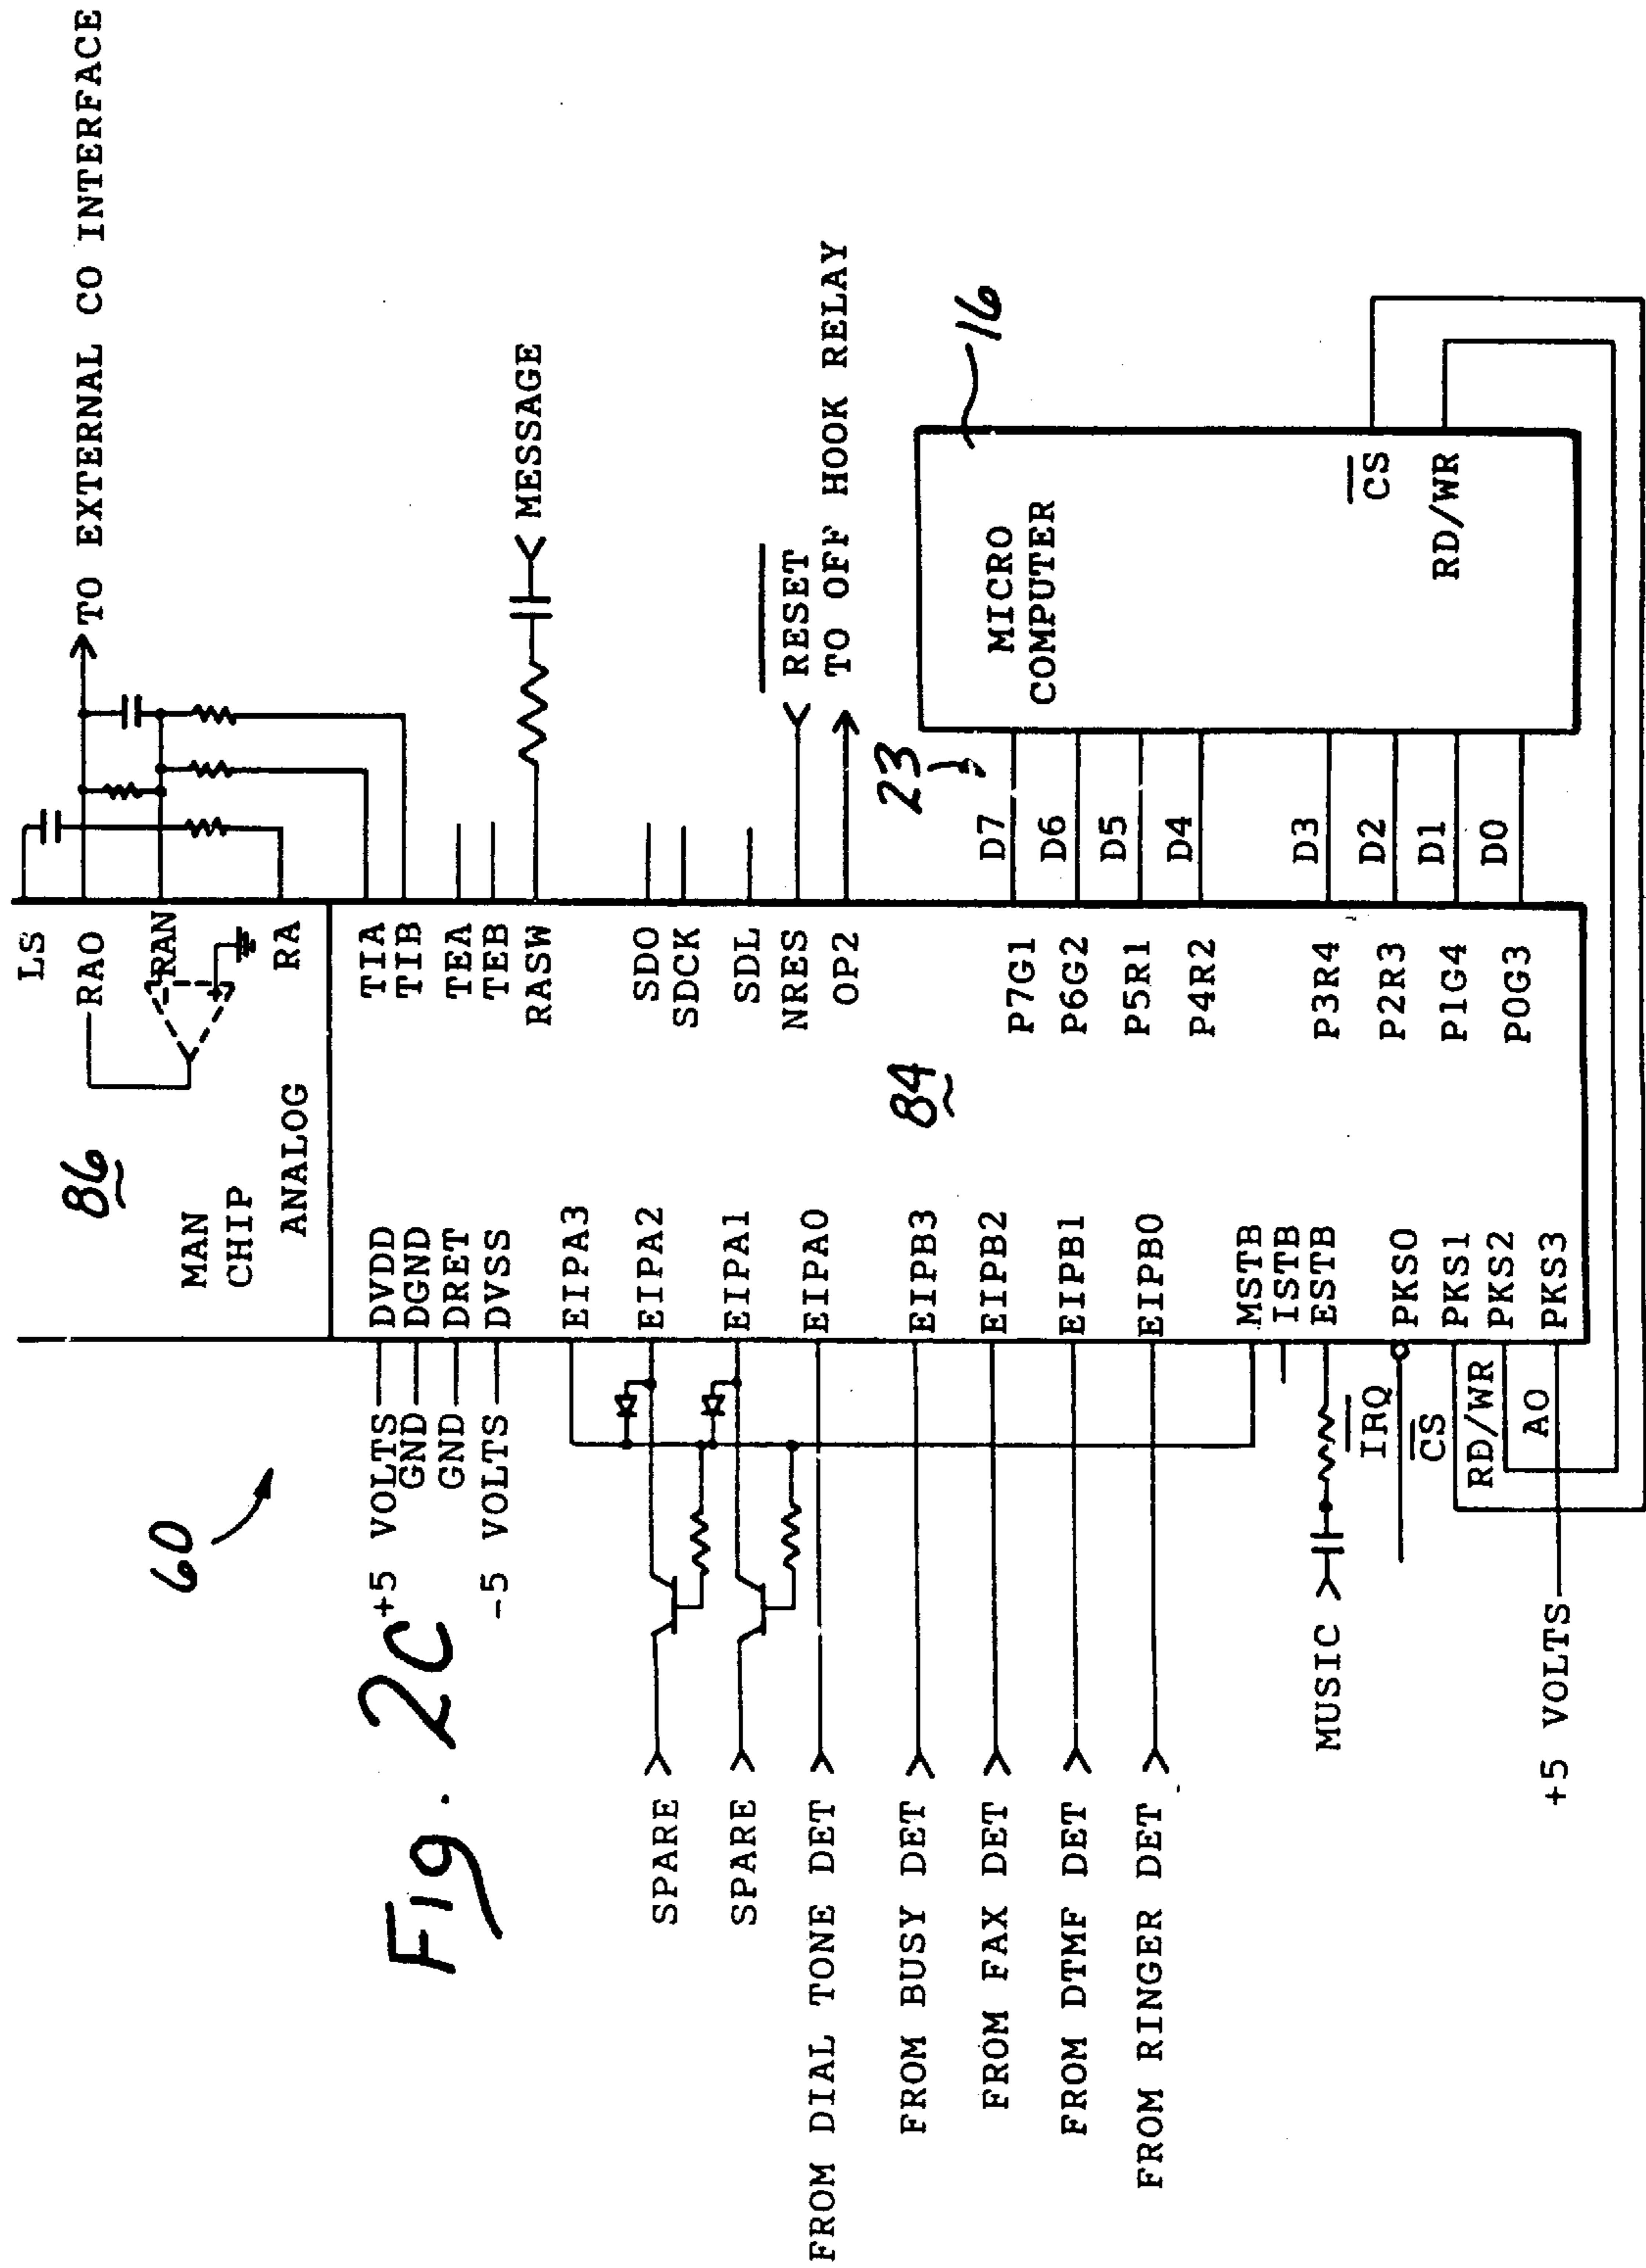 Fig. 2C
60
86
MAN
CHIP
ANALOG
LS
RAO
RAN
RA
TO EXTERNAL CO INTERFACE
+5 VOLTS
GND
GND
-5 VOLTS
DVDD
DGND
DRET
DVSS
SPARE
SPARE
FROM DIAL TONE DET
FROM BUSY DET
FROM FAX DET
FROM DTMF DET
FROM RINGER DET
MUSIC
+5 VOLTS
EIPA3
EIPA2
EIPA1
EIPA0
EIPB3
EIPB2
EIPB1
EIPB0
MSTB
ISTB
ESTB
IRQ
CS
RD/WR
A0
PKS0
PKS1
PKS2
PKS3
84
TIA
TIB
TEA
TEB
RASW
MESSAGE
SDO
SDCK
SDL
NRES
OP2
RESET
TO OFF HOOK RELAY
P7G1
P6G2
P5R1
P4R2
P3R4
P2R3
P1G4
P0G3
23
D7
D6
D5
D4
D3
D2
D1
D0
MICRO
COMPUTER
16
CS
RD/WR